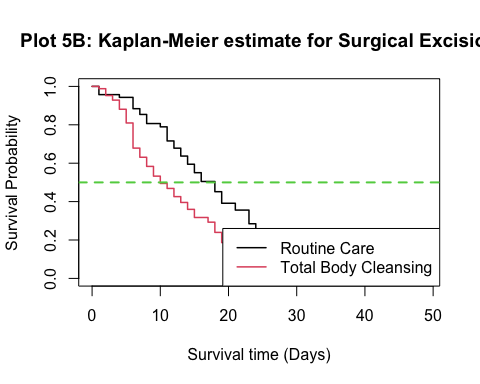 Plot 5B: Kaplan-Meier estimate for Surgical Excisio
Survival Probability
1.0
0.8
0.6
0.4
0.2
0.0
Routine Care
Total Body Cleansing
0 10 20 30 40 50
Survival time (Days)